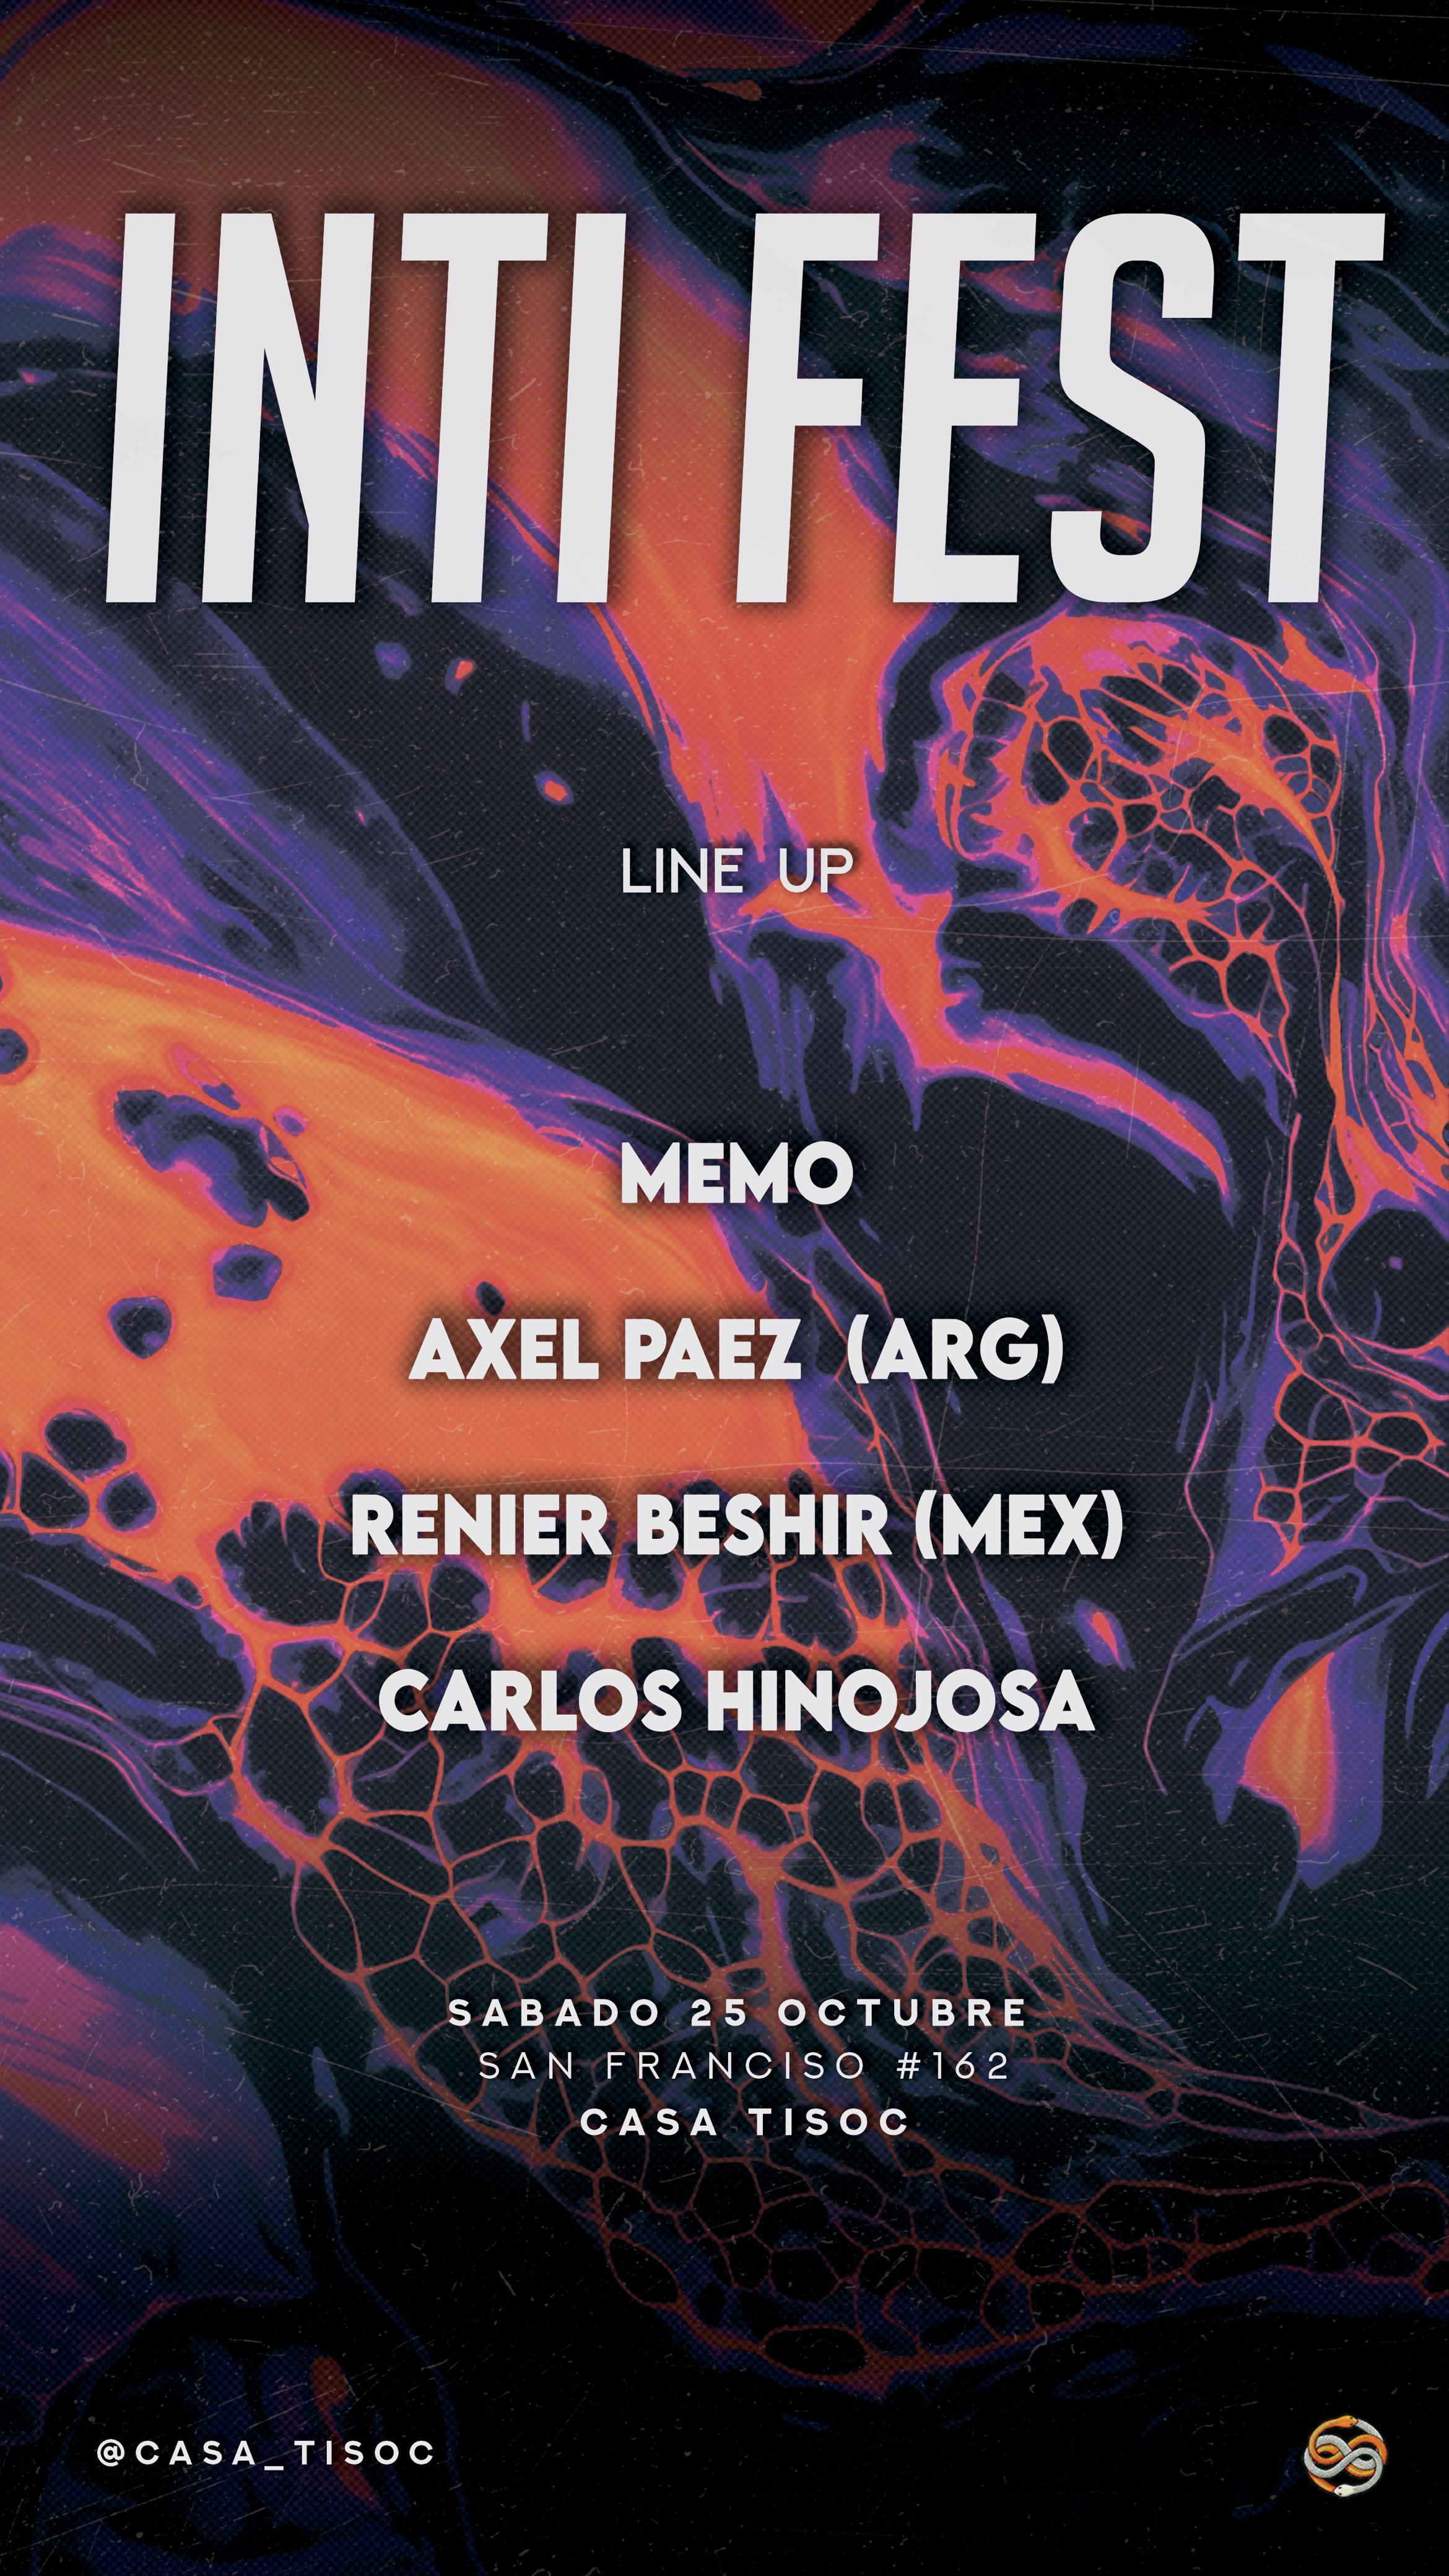 INTI FEST
LINE UP
MEMO
AXEL PAEZ (ARG)
RENIER BESHIR (MEX)
CARLOS HINOJOSA
SABADO 25 OCTUBRE
SAN FRANCISO #162
CASA TISOC
@CASA_TISOC